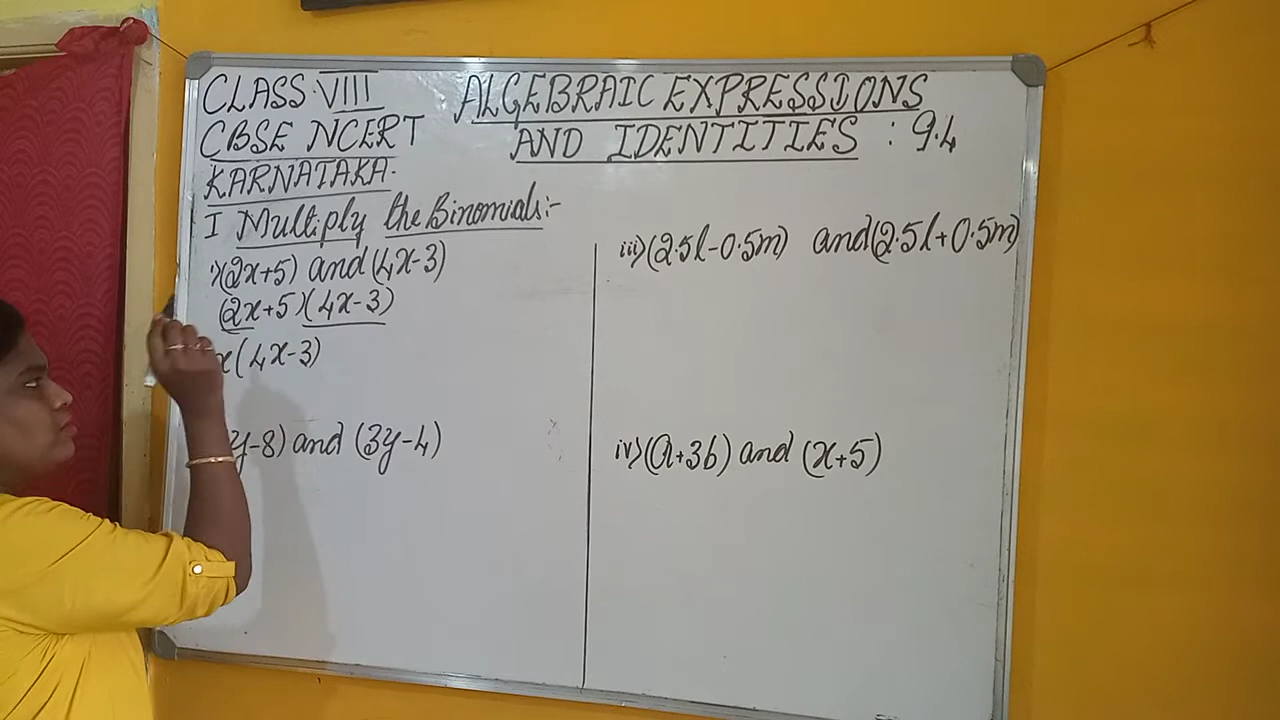 CLASS VIII
CBSE NCERT
KARNATAKA.
ALGEBRAIC EXPRESSIONS
AND IDENTITIES : 9.4
I Multiply the Binomials:-
i) (2x+5) and (4x-3)
(2x+5)(4x-3)
x(4x-3)
y-8) and (3y-4)
iii) (2.5l-0.5m) and (2.5l+0.5m)
iv) (a+3b) and (x+5)